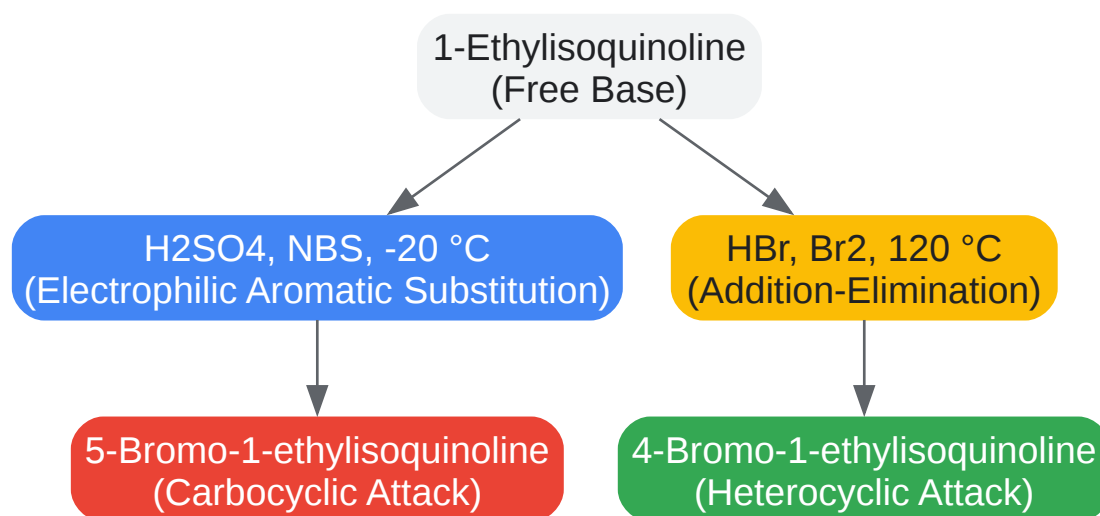 1-Ethylisoquinoline
(Free Base)
H2SO4, NBS, -20 °C
(Electrophilic Aromatic Substitution)
HBr, Br2, 120 °C
(Addition-Elimination)
5-Bromo-1-ethylisoquinoline
(Carbocyclic Attack)
4-Bromo-1-ethylisoquinoline
(Heterocyclic Attack)